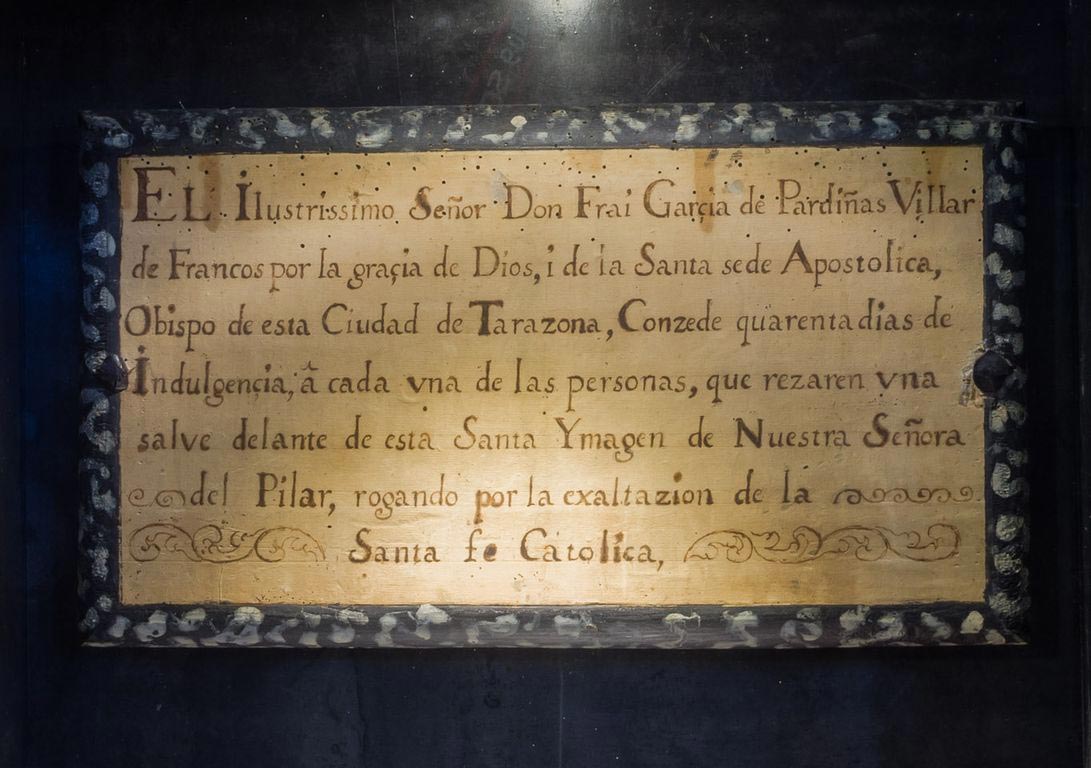 EL Ilustrissimo Señor Don Frai Garçia de Pardiñas Villar
de Francos por la graçia de Dios, i de la Santa sede Apostolica,
Obispo de esta Ciudad de Tarazona, Conzede quarenta dias de
Indulgençia, â cada vna de las personas, que rezaren vna
salve delante de esta Santa Ymagen de Nuestra Señora
del Pilar, rogando por la exaltazion de la
Santa fe Catolica,